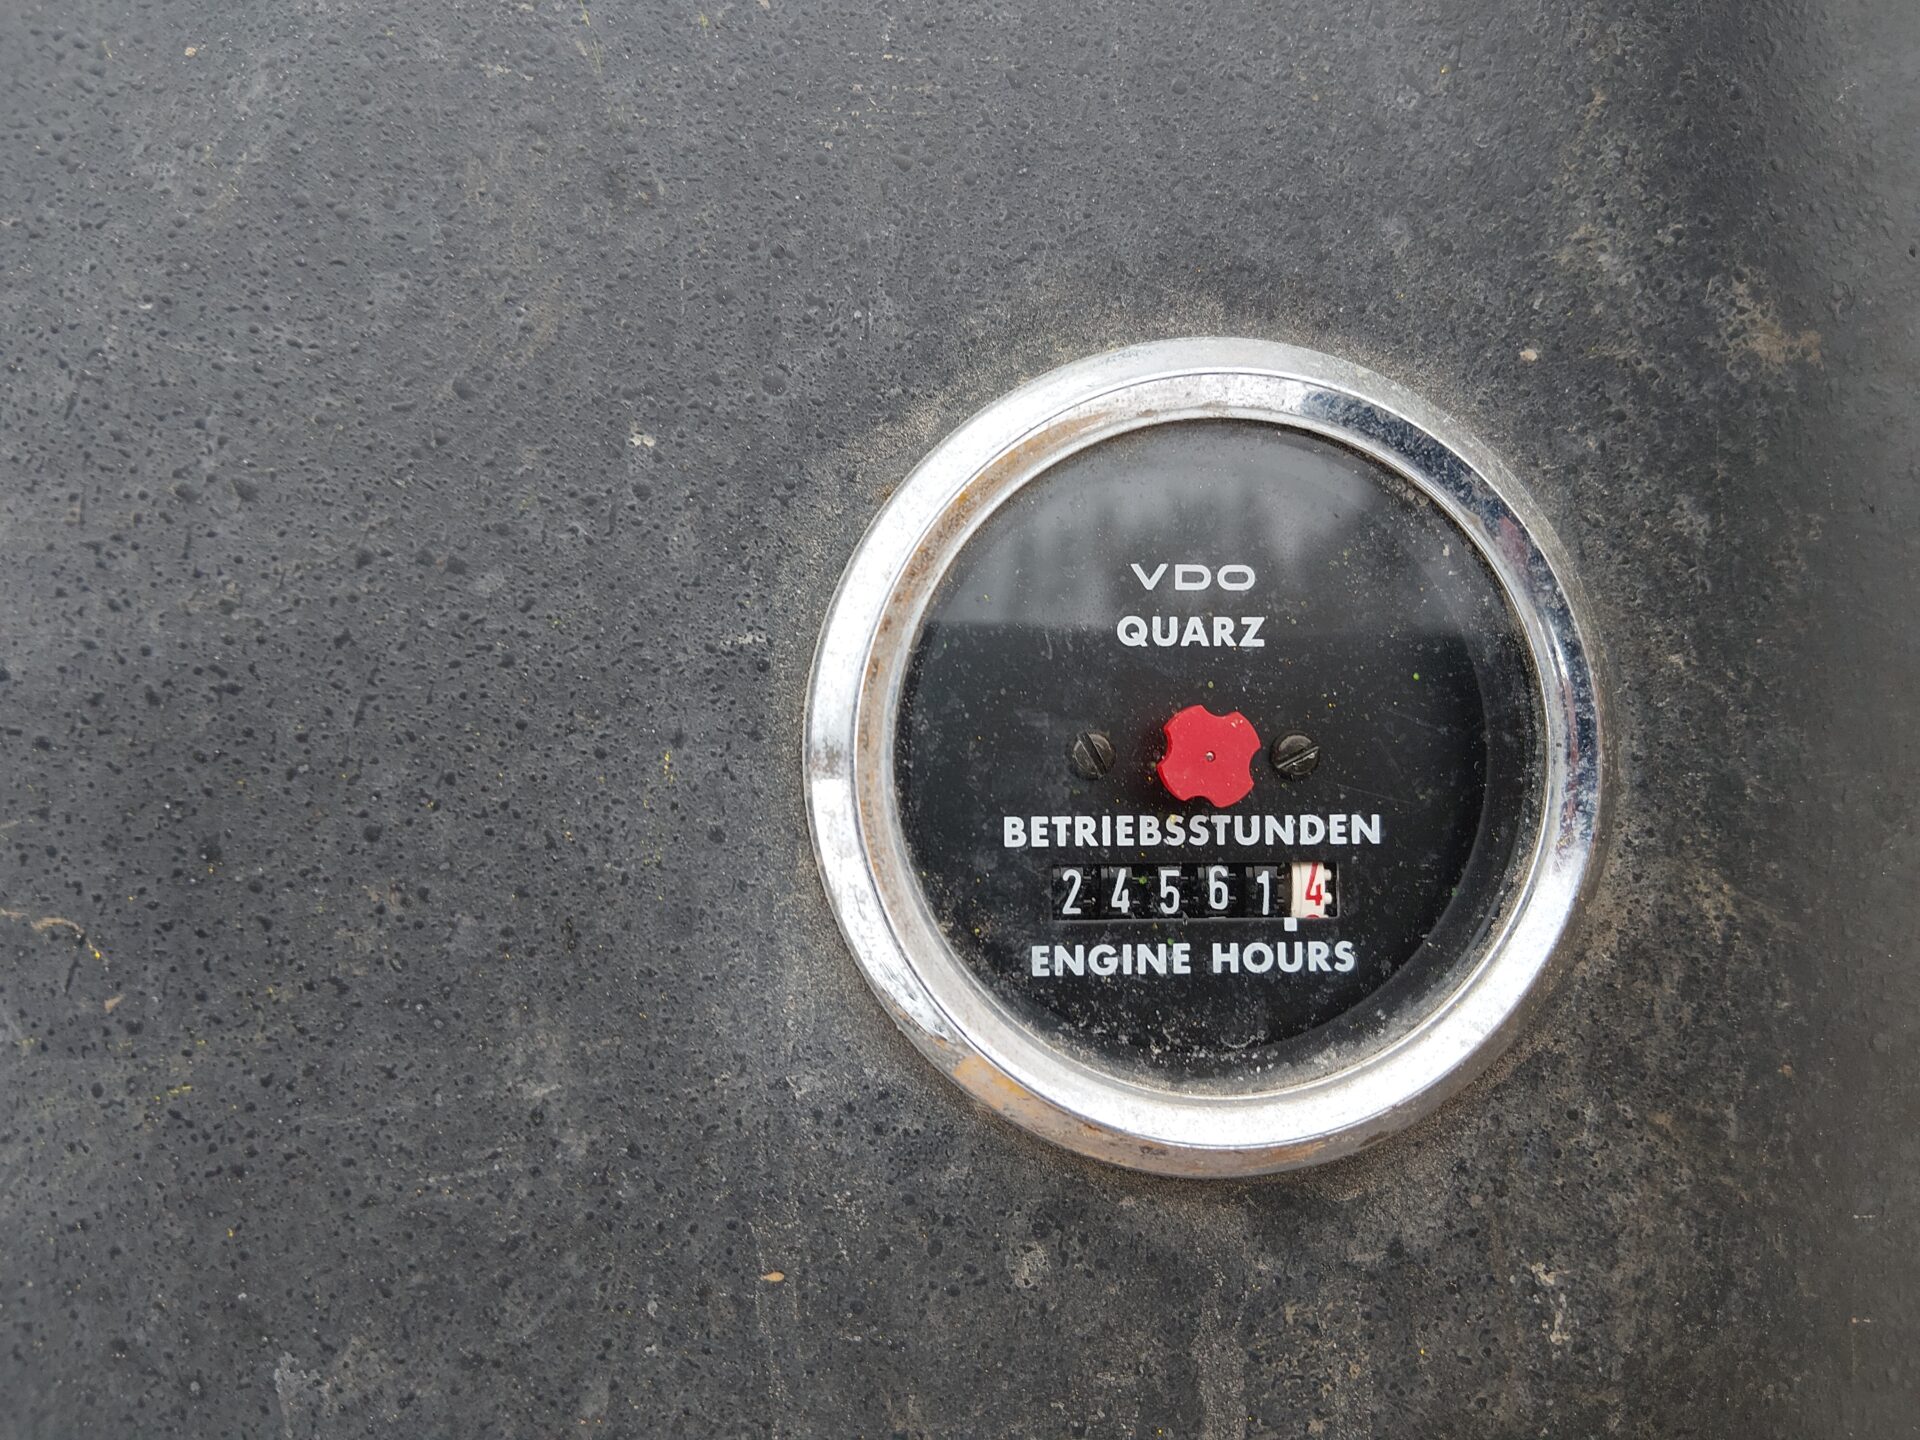 VDO
QUARZ
BETRIEBSSTUNDEN
245614
ENGINE HOURS